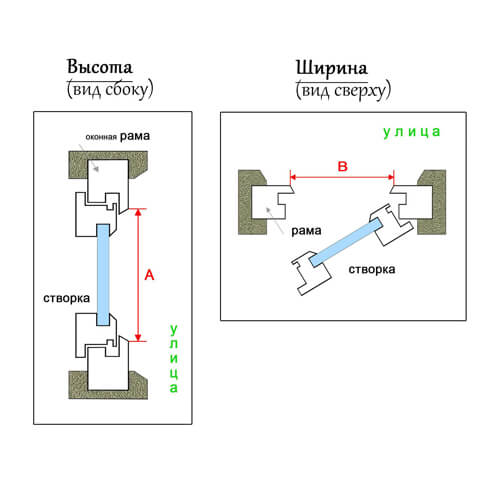 Высота
(вид сбоку)
оконная рама
A
створка
улица
Ширина
(вид сверху)
улица
B
рама
створка